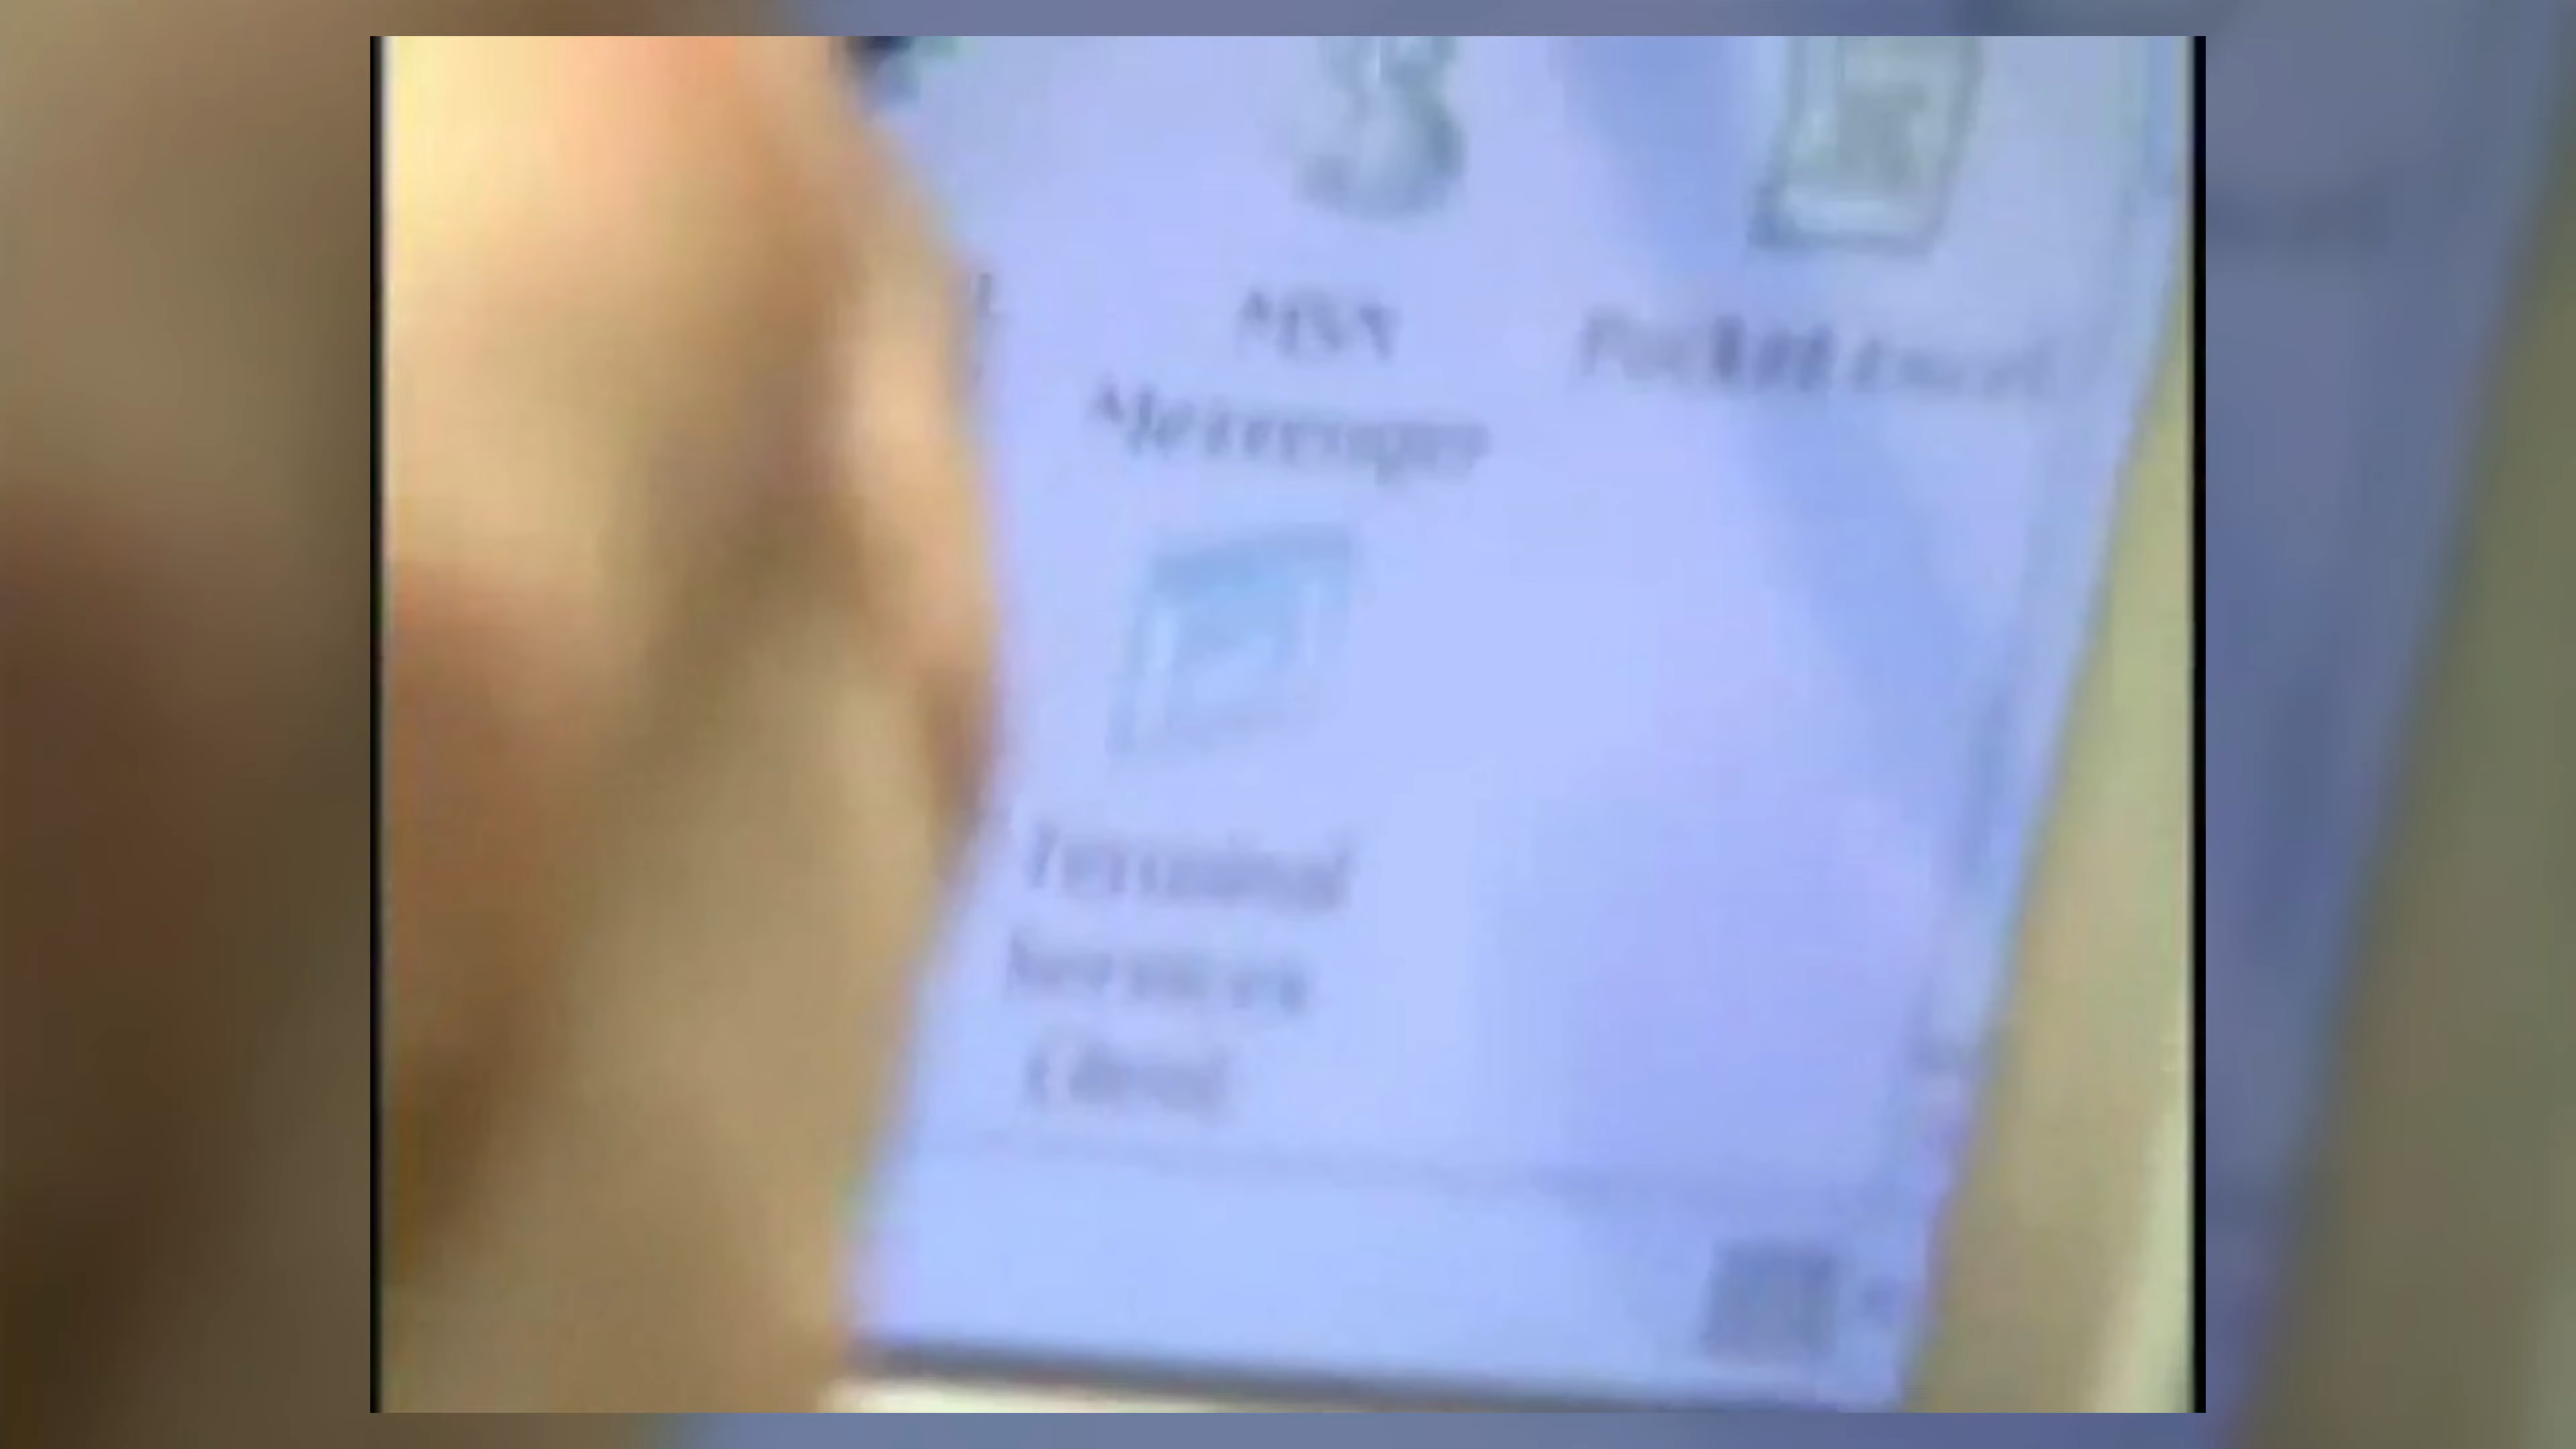 MSN
Messenger
Pocket Excel
Terminal
Services
Client